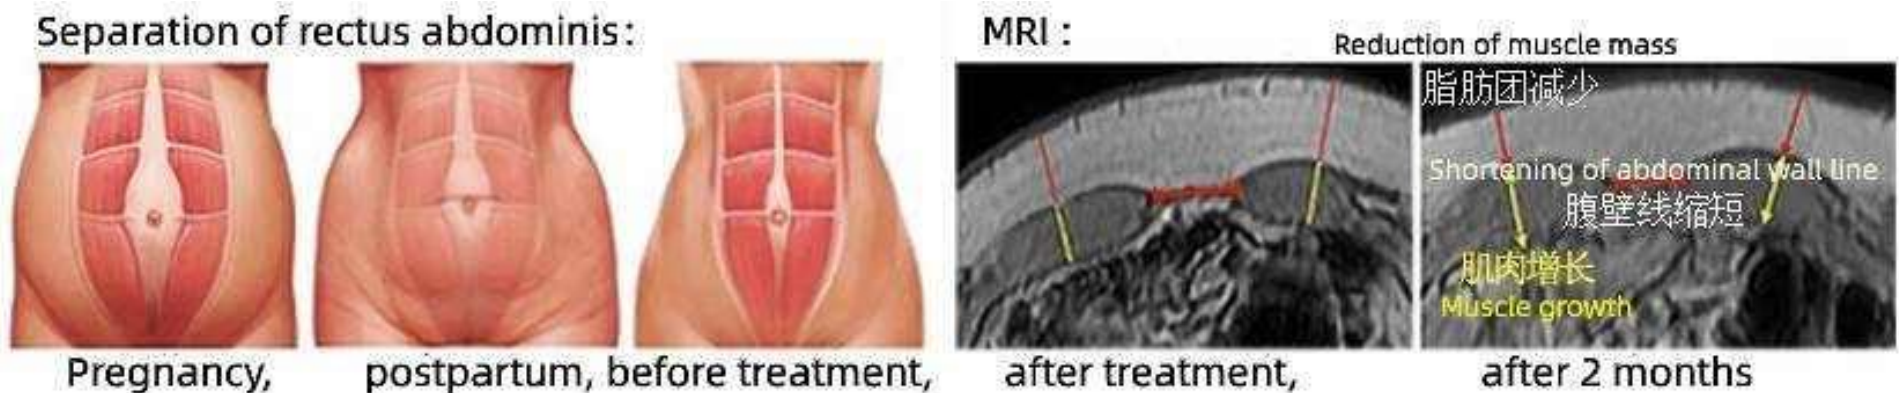 Separation of rectus abdominis:
MRI :
Reduction of muscle mass
脂肪团减少
Shortening of abdominal wall line
腹壁线缩短
肌肉增长
Muscle growth
Pregnancy,
postpartum,
before treatment,
after treatment,
after 2 months